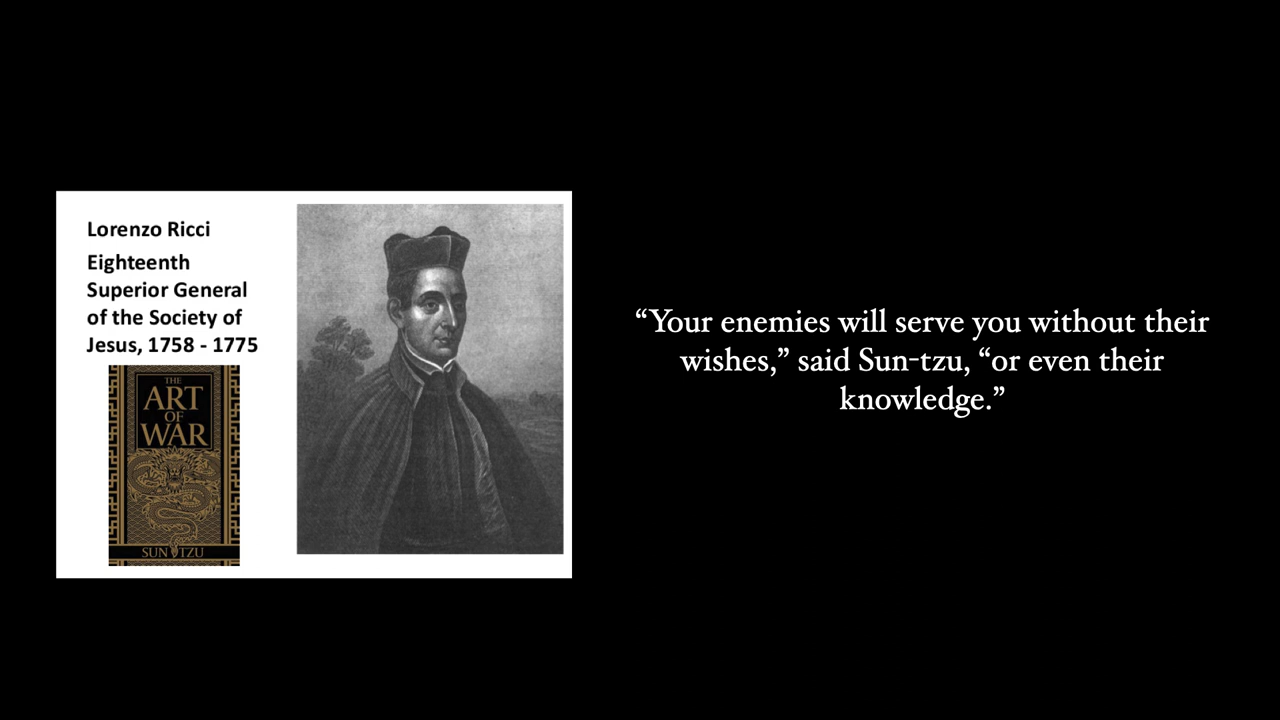 Lorenzo Ricci
Eighteenth
Superior General
of the Society of
Jesus, 1758 - 1775
THE
ART
OF
WAR
SUN TZU
“Your enemies will serve you without their
wishes,” said Sun-tzu, “or even their
knowledge.”